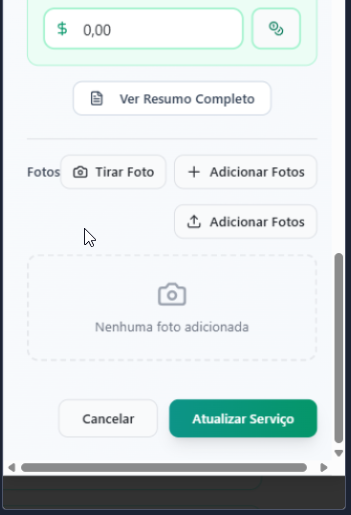 $ 0,00
Ver Resumo Completo
Fotos Tirar Foto + Adicionar Fotos
Adicionar Fotos
Nenhuma foto adicionada
Cancelar Atualizar Serviço